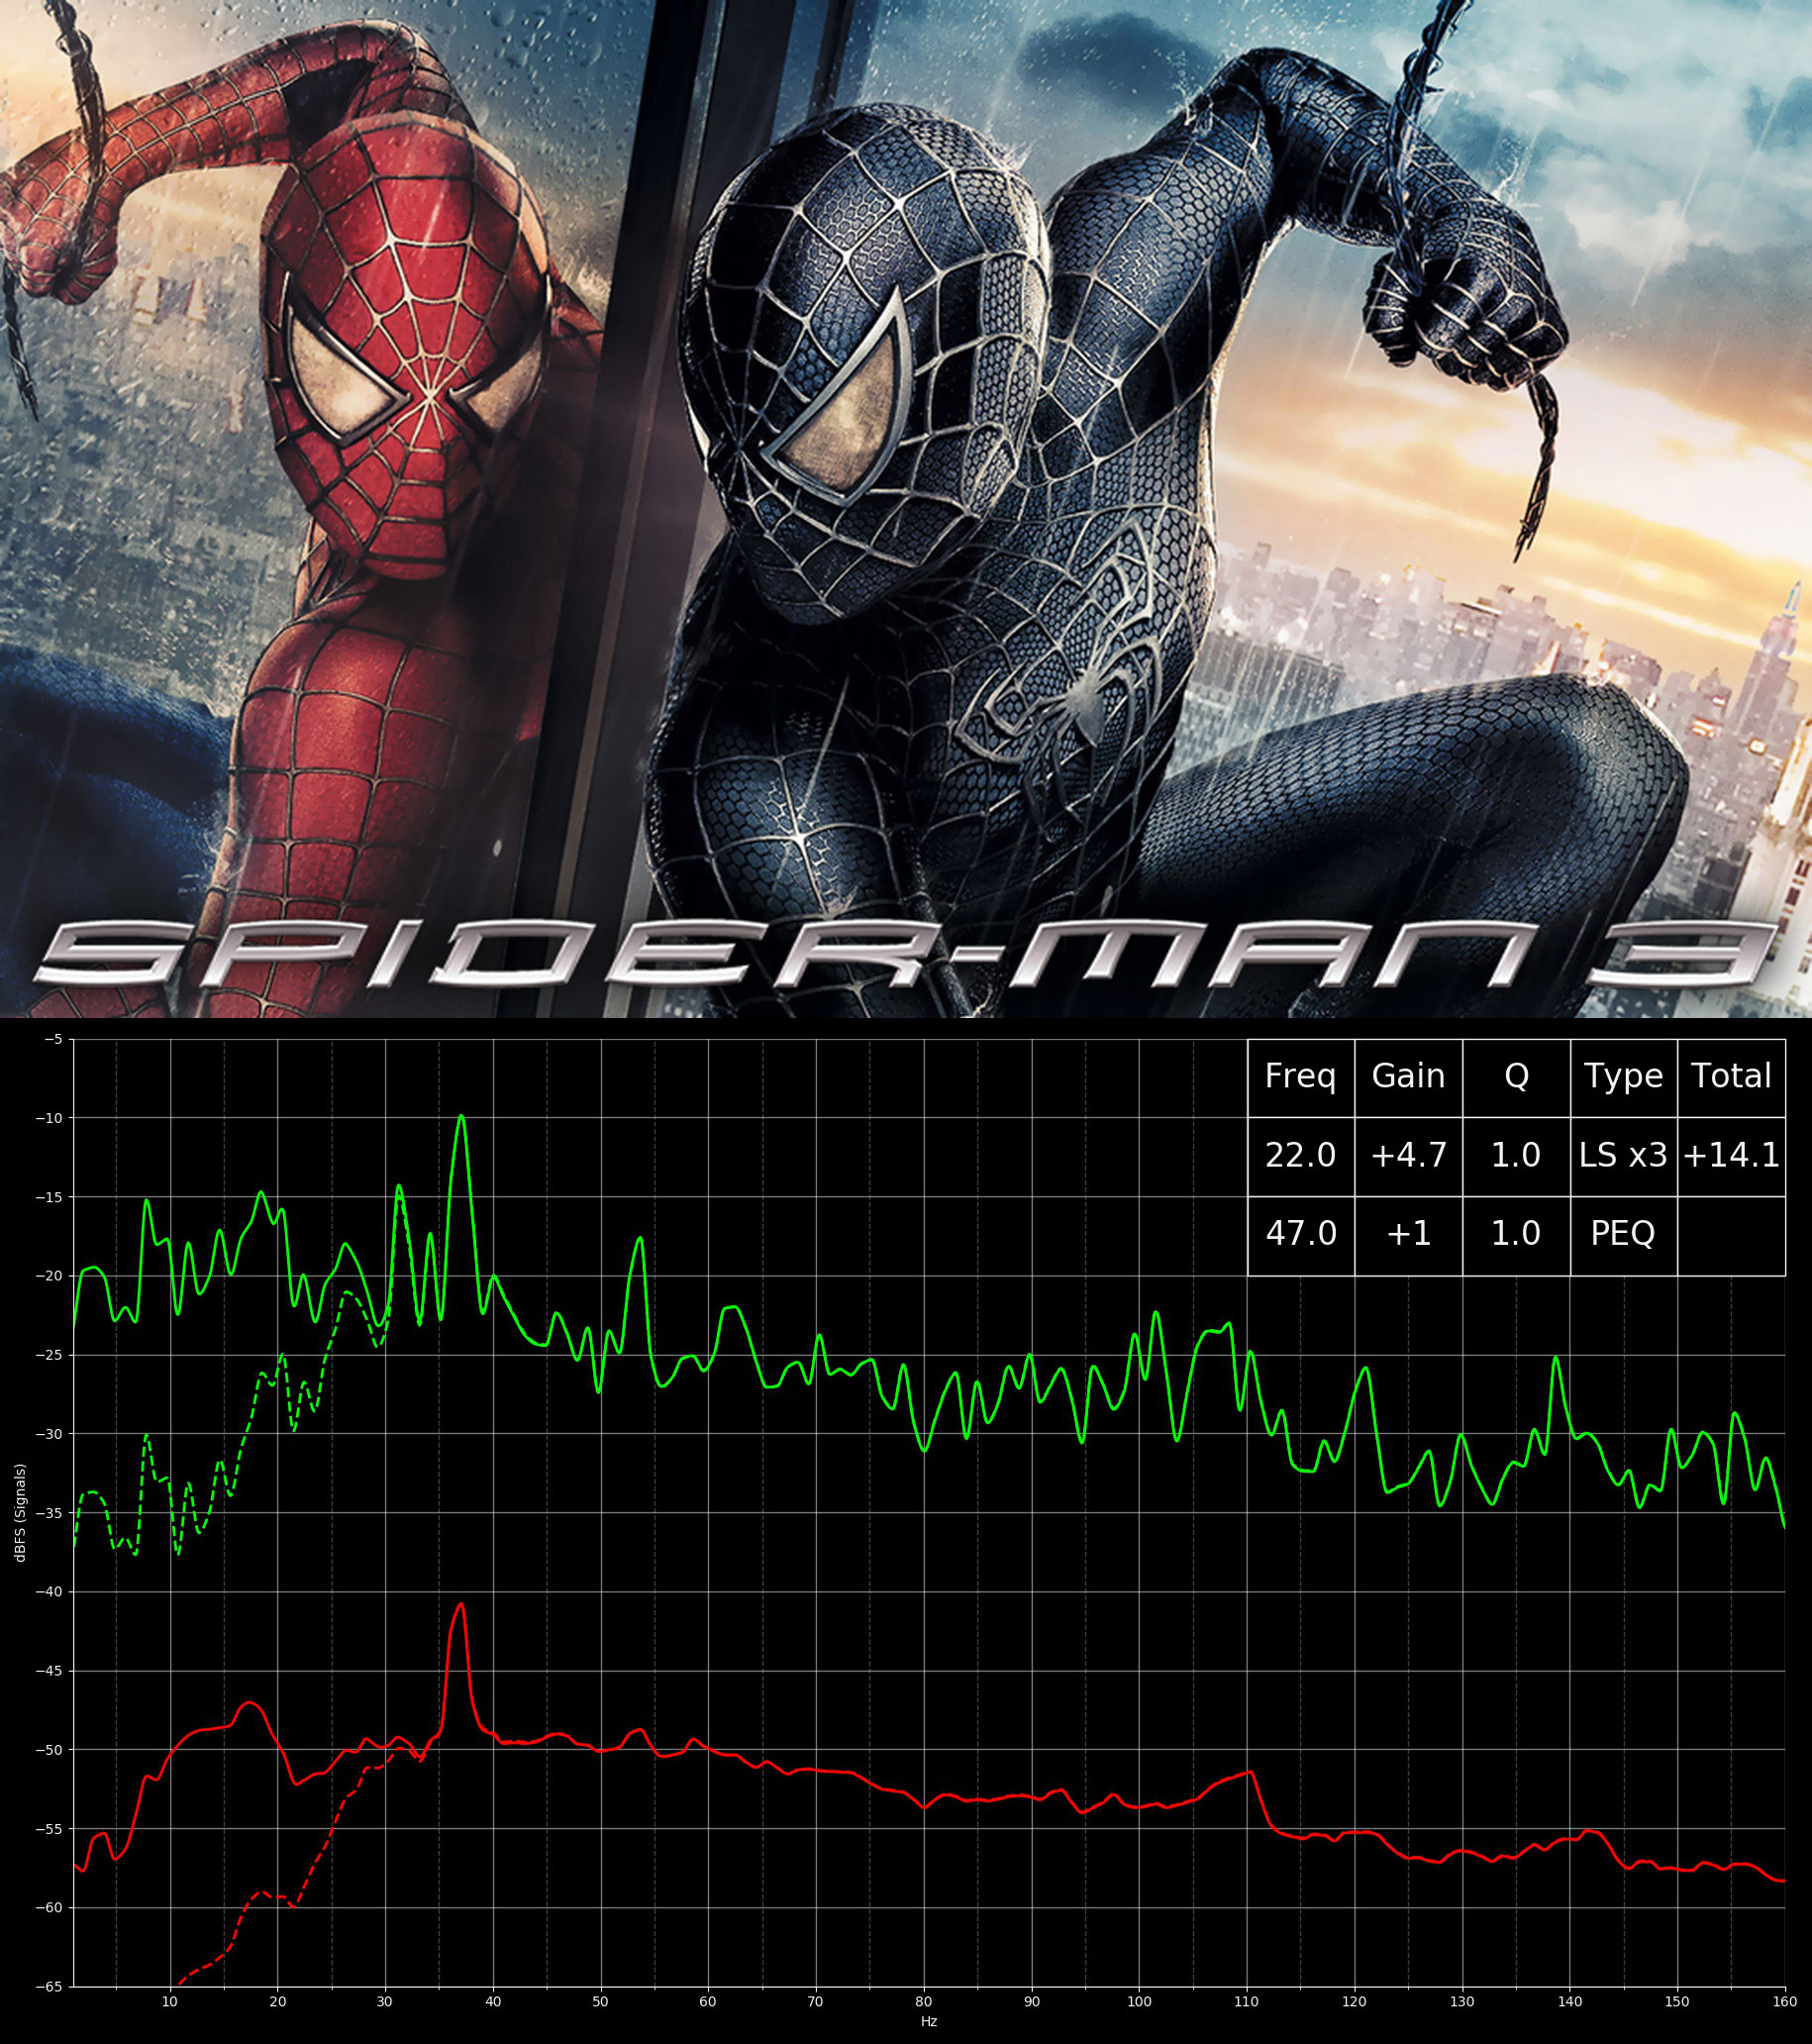 SPIDER-MAN 3
Freq Gain Q Type Total
22.0 +4.7 1.0 LS x3 +14.1
47.0 +1 1.0 PEQ
−5
−10
−15
−20
−25
−30
−35
−40
−45
−50
−55
−60
−65
dBFS (Signals)
10 20 30 40 50 60 70 80 90 100 110 120 130 140 150 160
Hz